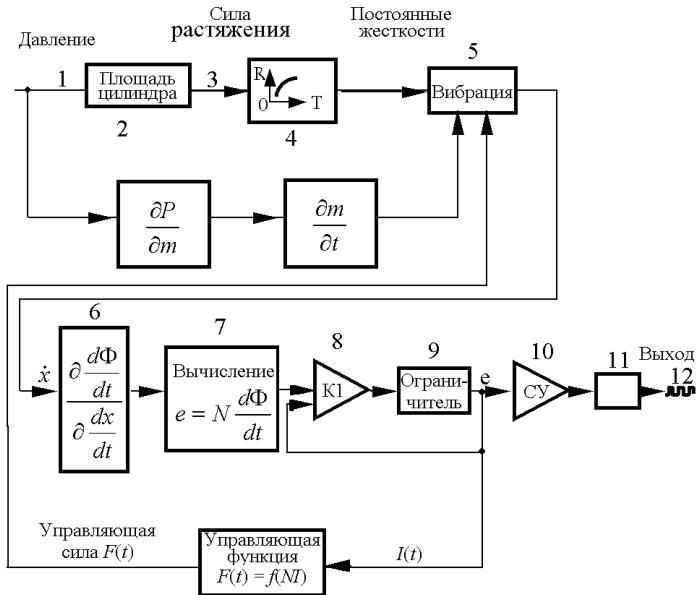 Давление
Сила
растяжения
Постоянные
жесткости
5
1
Площадь
цилиндра
3
R
0
T
Вибрация
2
4
∂P
∂m
∂m
∂t
6
7
8
9
10
11
Выход
12
ẋ
∂ dΦ
dt
∂ dx
dt
Вычисление
e = N dΦ
dt
К1
Ограни-
читель
e
СУ
Управляющая
сила F(t)
Управляющая
функция
F(t) = f(NI)
I(t)